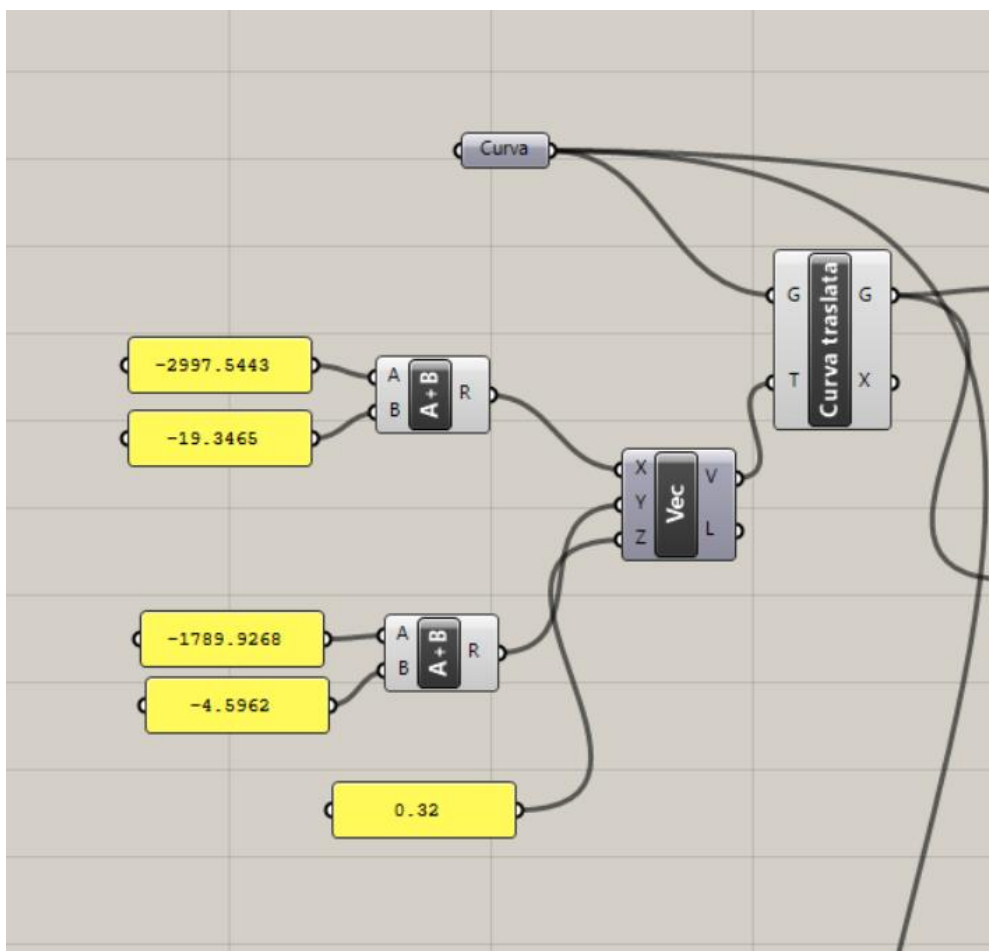 Curva
G
Curva traslata
G
T
X
-2997.5443
-19.3465
A
B
A+B
R
X
Y
Z
Vec
V
L
-1789.9268
-4.5962
A
B
A+B
R
0.32